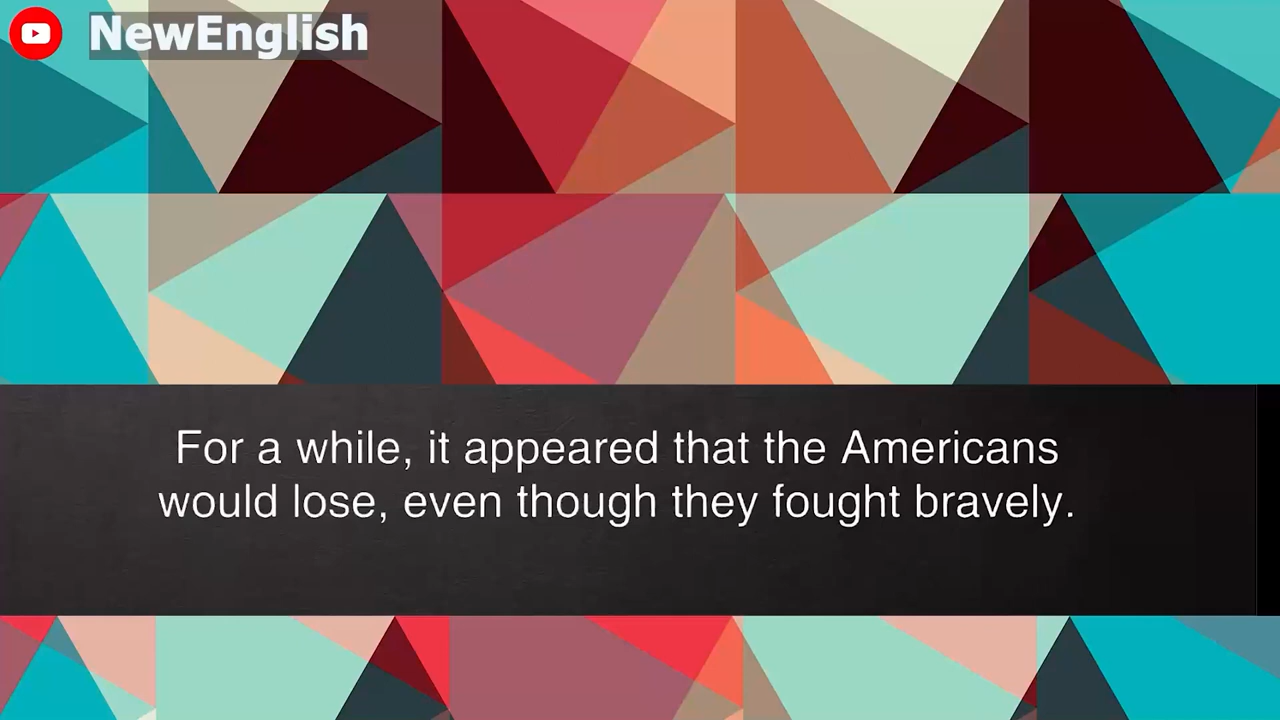 NewEnglish
For a while, it appeared that the Americans
would lose, even though they fought bravely.